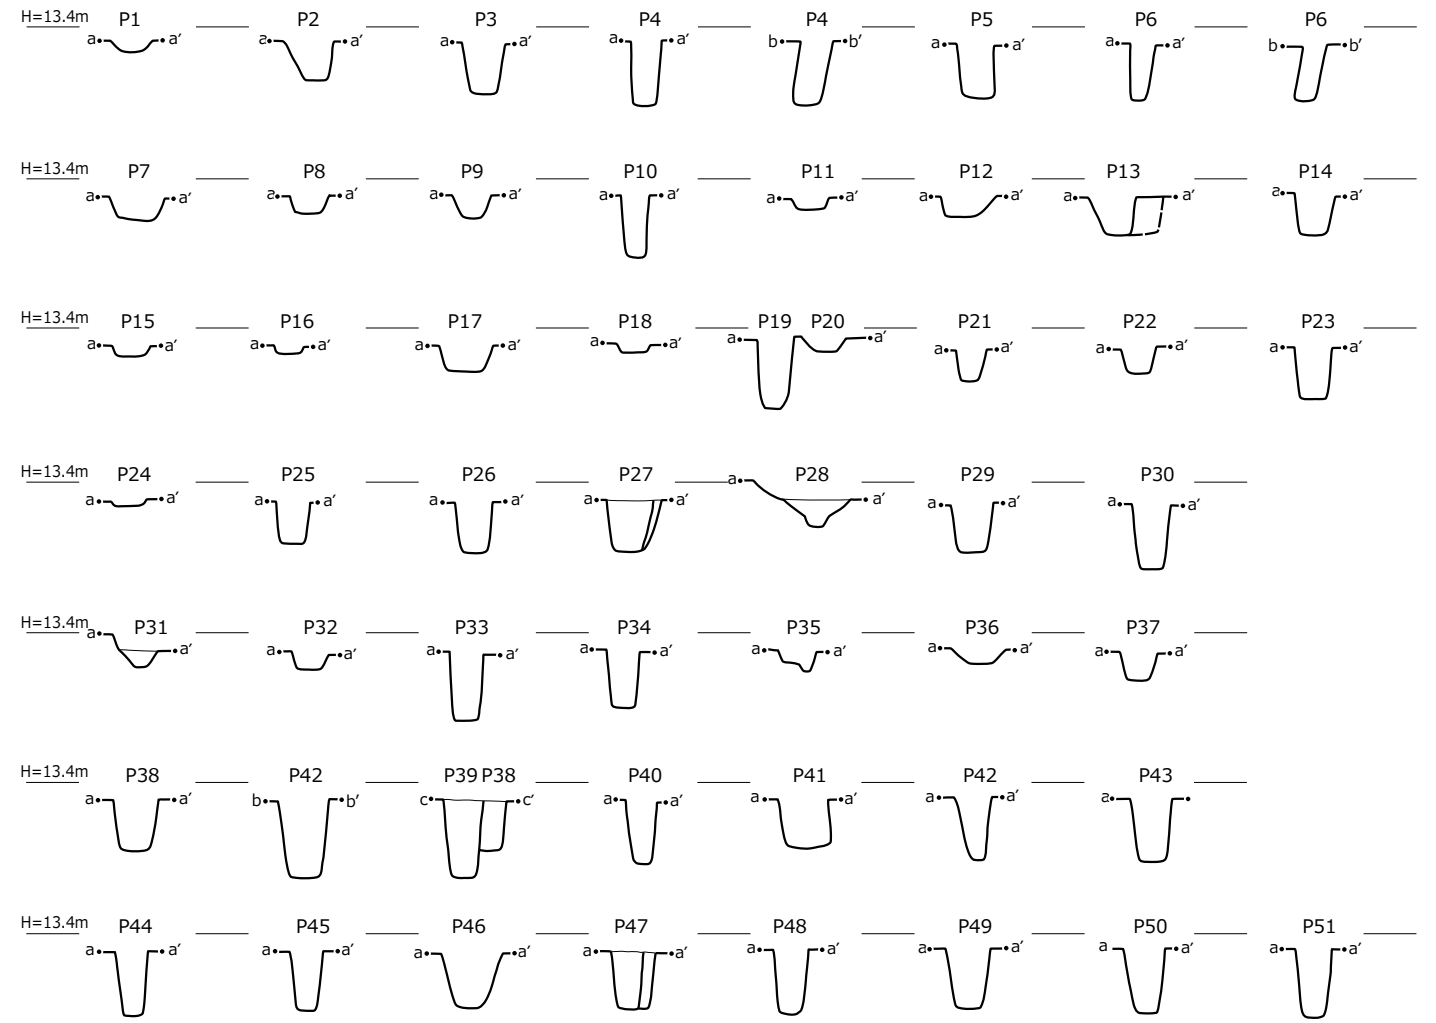 H=13.4m P1 P2 P3 P4 P4 P5 P6 P6
a a′ a a′ a a′ a a′ b b′ a a′ a a′ b b′
H=13.4m P7 P8 P9 P10 P11 P12 P13 P14
a a′ a a′ a a′ a a′ a a′ a a′ a a′ a a′
H=13.4m P15 P16 P17 P18 P19 P20 P21 P22 P23
a a′ a a′ a a′ a a′ a a′ a a′ a a′ a a′
H=13.4m P24 P25 P26 P27 P28 P29 P30
a a′ a a′ a a′ a a′ a a′ a a′ a a′
H=13.4m P31 P32 P33 P34 P35 P36 P37
a a′ a a′ a a′ a a′ a a′ a a′ a a′
H=13.4m P38 P42 P39 P38 P40 P41 P42 P43
a a′ b b′ c c′ a a′ a a′ a a′ a
H=13.4m P44 P45 P46 P47 P48 P49 P50 P51
a a′ a a′ a a′ a a′ a a′ a a′ a a′ a a′